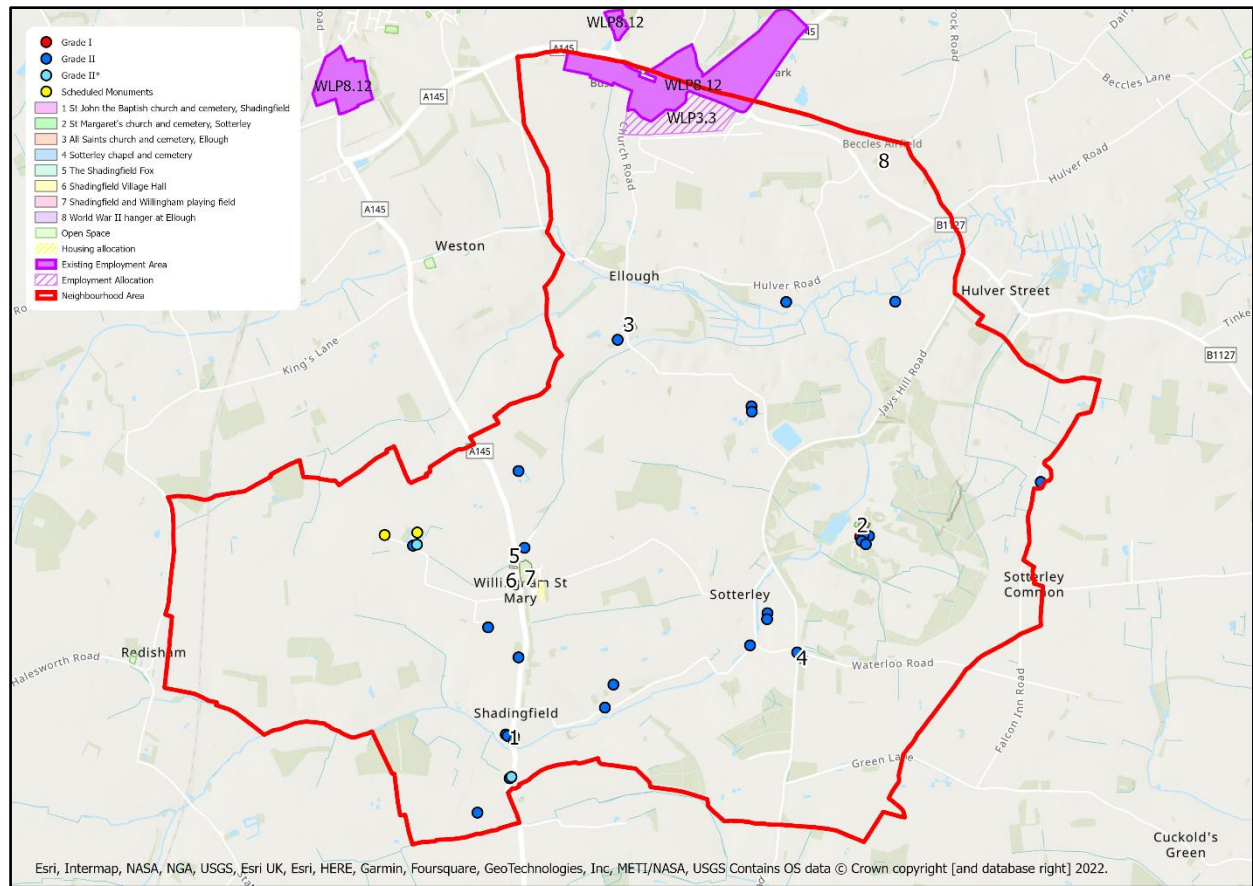 Grade I
Grade II
Grade II*
Scheduled Monuments
1 St John the Baptist church and cemetery, Shadingfield
2 St Margaret's church and cemetery, Sotterley
3 All Saints church and cemetery, Ellough
4 Sotterley chapel and cemetery
5 The Shadingfield Fox
6 Shadingfield Village Hall
7 Shadingfield and Willingham playing field
8 World War II hanger at Ellough
Open Space
Housing allocation
Existing Employment Area
Employment Allocation
Neighbourhood Area
Road
WLP8.12
A145
WLP8.12
A145
WLP8.12
WLP3.3
Church Road
A145
Beccles Lane
Hulver Road
Beccles Airfield
8
B1127
A145
Weston
Ellough
Hulver Road
Hulver Street
3
King's Lane
B1127
Jays Hill Road
A145
2
5
6
7
Willingham St
Mary
Sotterley
Sotterley
Common
Redisham
Halesworth Road
4
Waterloo Road
Falcon Inn Road
Shadingfield
1
Green Lane
Cuckold's
Green
Esri, Intermap, NASA, NGA, USGS, Esri UK, Esri, HERE, Garmin, Foursquare, GeoTechnologies, Inc, METI/NASA, USGS Contains OS data © Crown copyright [and database right] 2022.